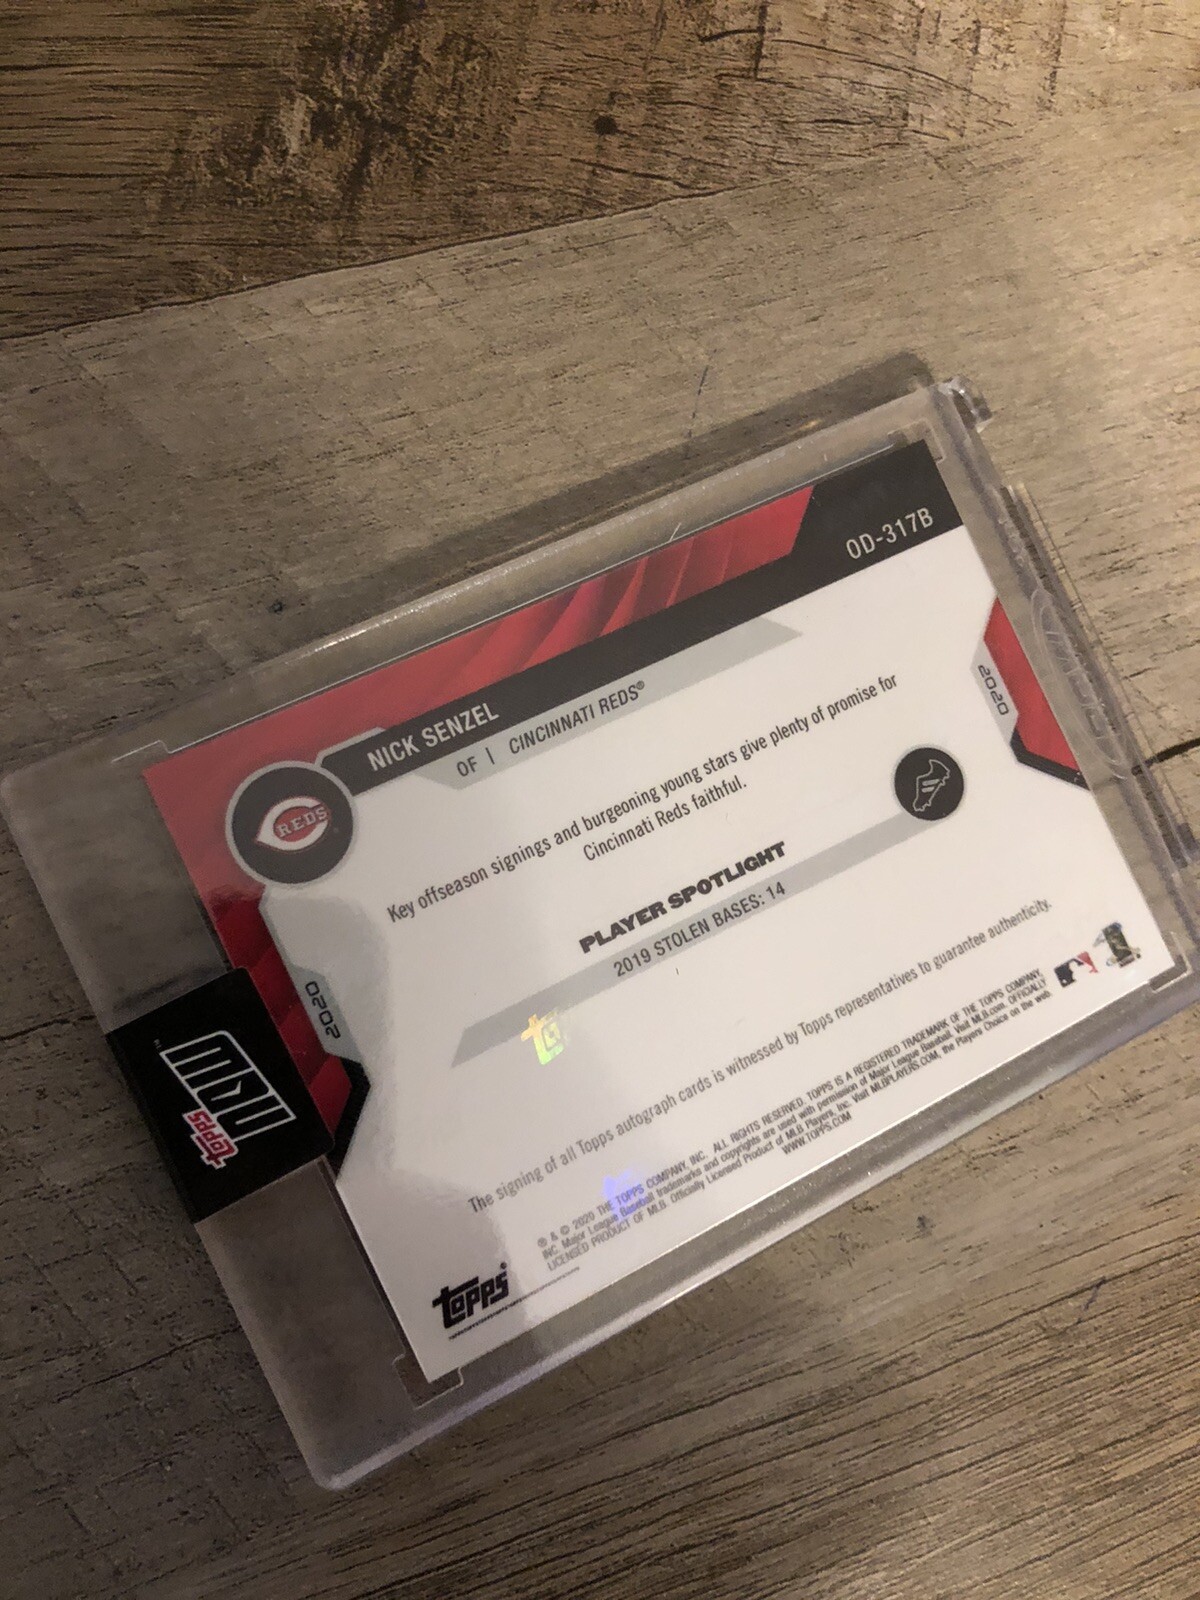 OD-317B
NICK SENZEL
OF | CINCINNATI REDS®
REDS
2020
Key offseason signings and burgeoning young stars give plenty of promise for
Cincinnati Reds faithful.
PLAYER SPOTLIGHT
2019 STOLEN BASES: 14
2020
topps NOW™
The signing of all Topps autograph cards is witnessed by Topps representatives to guarantee authenticity.
® & © 2020 THE TOPPS COMPANY, INC. ALL RIGHTS RESERVED. TOPPS IS A REGISTERED TRADEMARK OF THE TOPPS COMPANY,
INC. Major League Baseball trademarks and copyrights are used with permission of Major League Baseball. Visit MLB.com. OFFICIALLY
LICENSED PRODUCT OF MLB. Officially Licensed Product of MLB Players, Inc. Visit MLBPLAYERS.COM, the Players Choice on the web.
WWW.TOPPS.COM
topps®